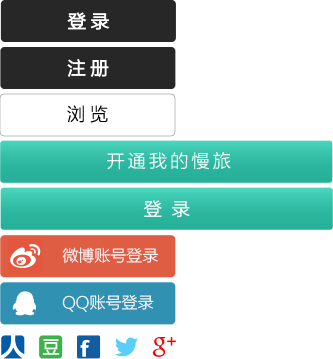 登录
注册
浏览
开通我的慢旅
登 录
微博账号登录
QQ账号登录
人 豆 f g+